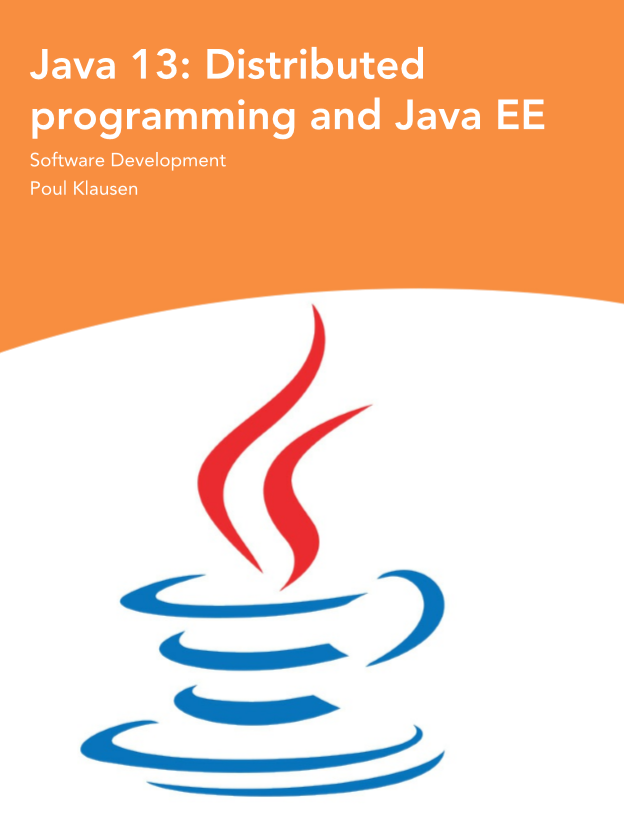 Java 13: Distributed
programming and Java EE
Software Development
Poul Klausen